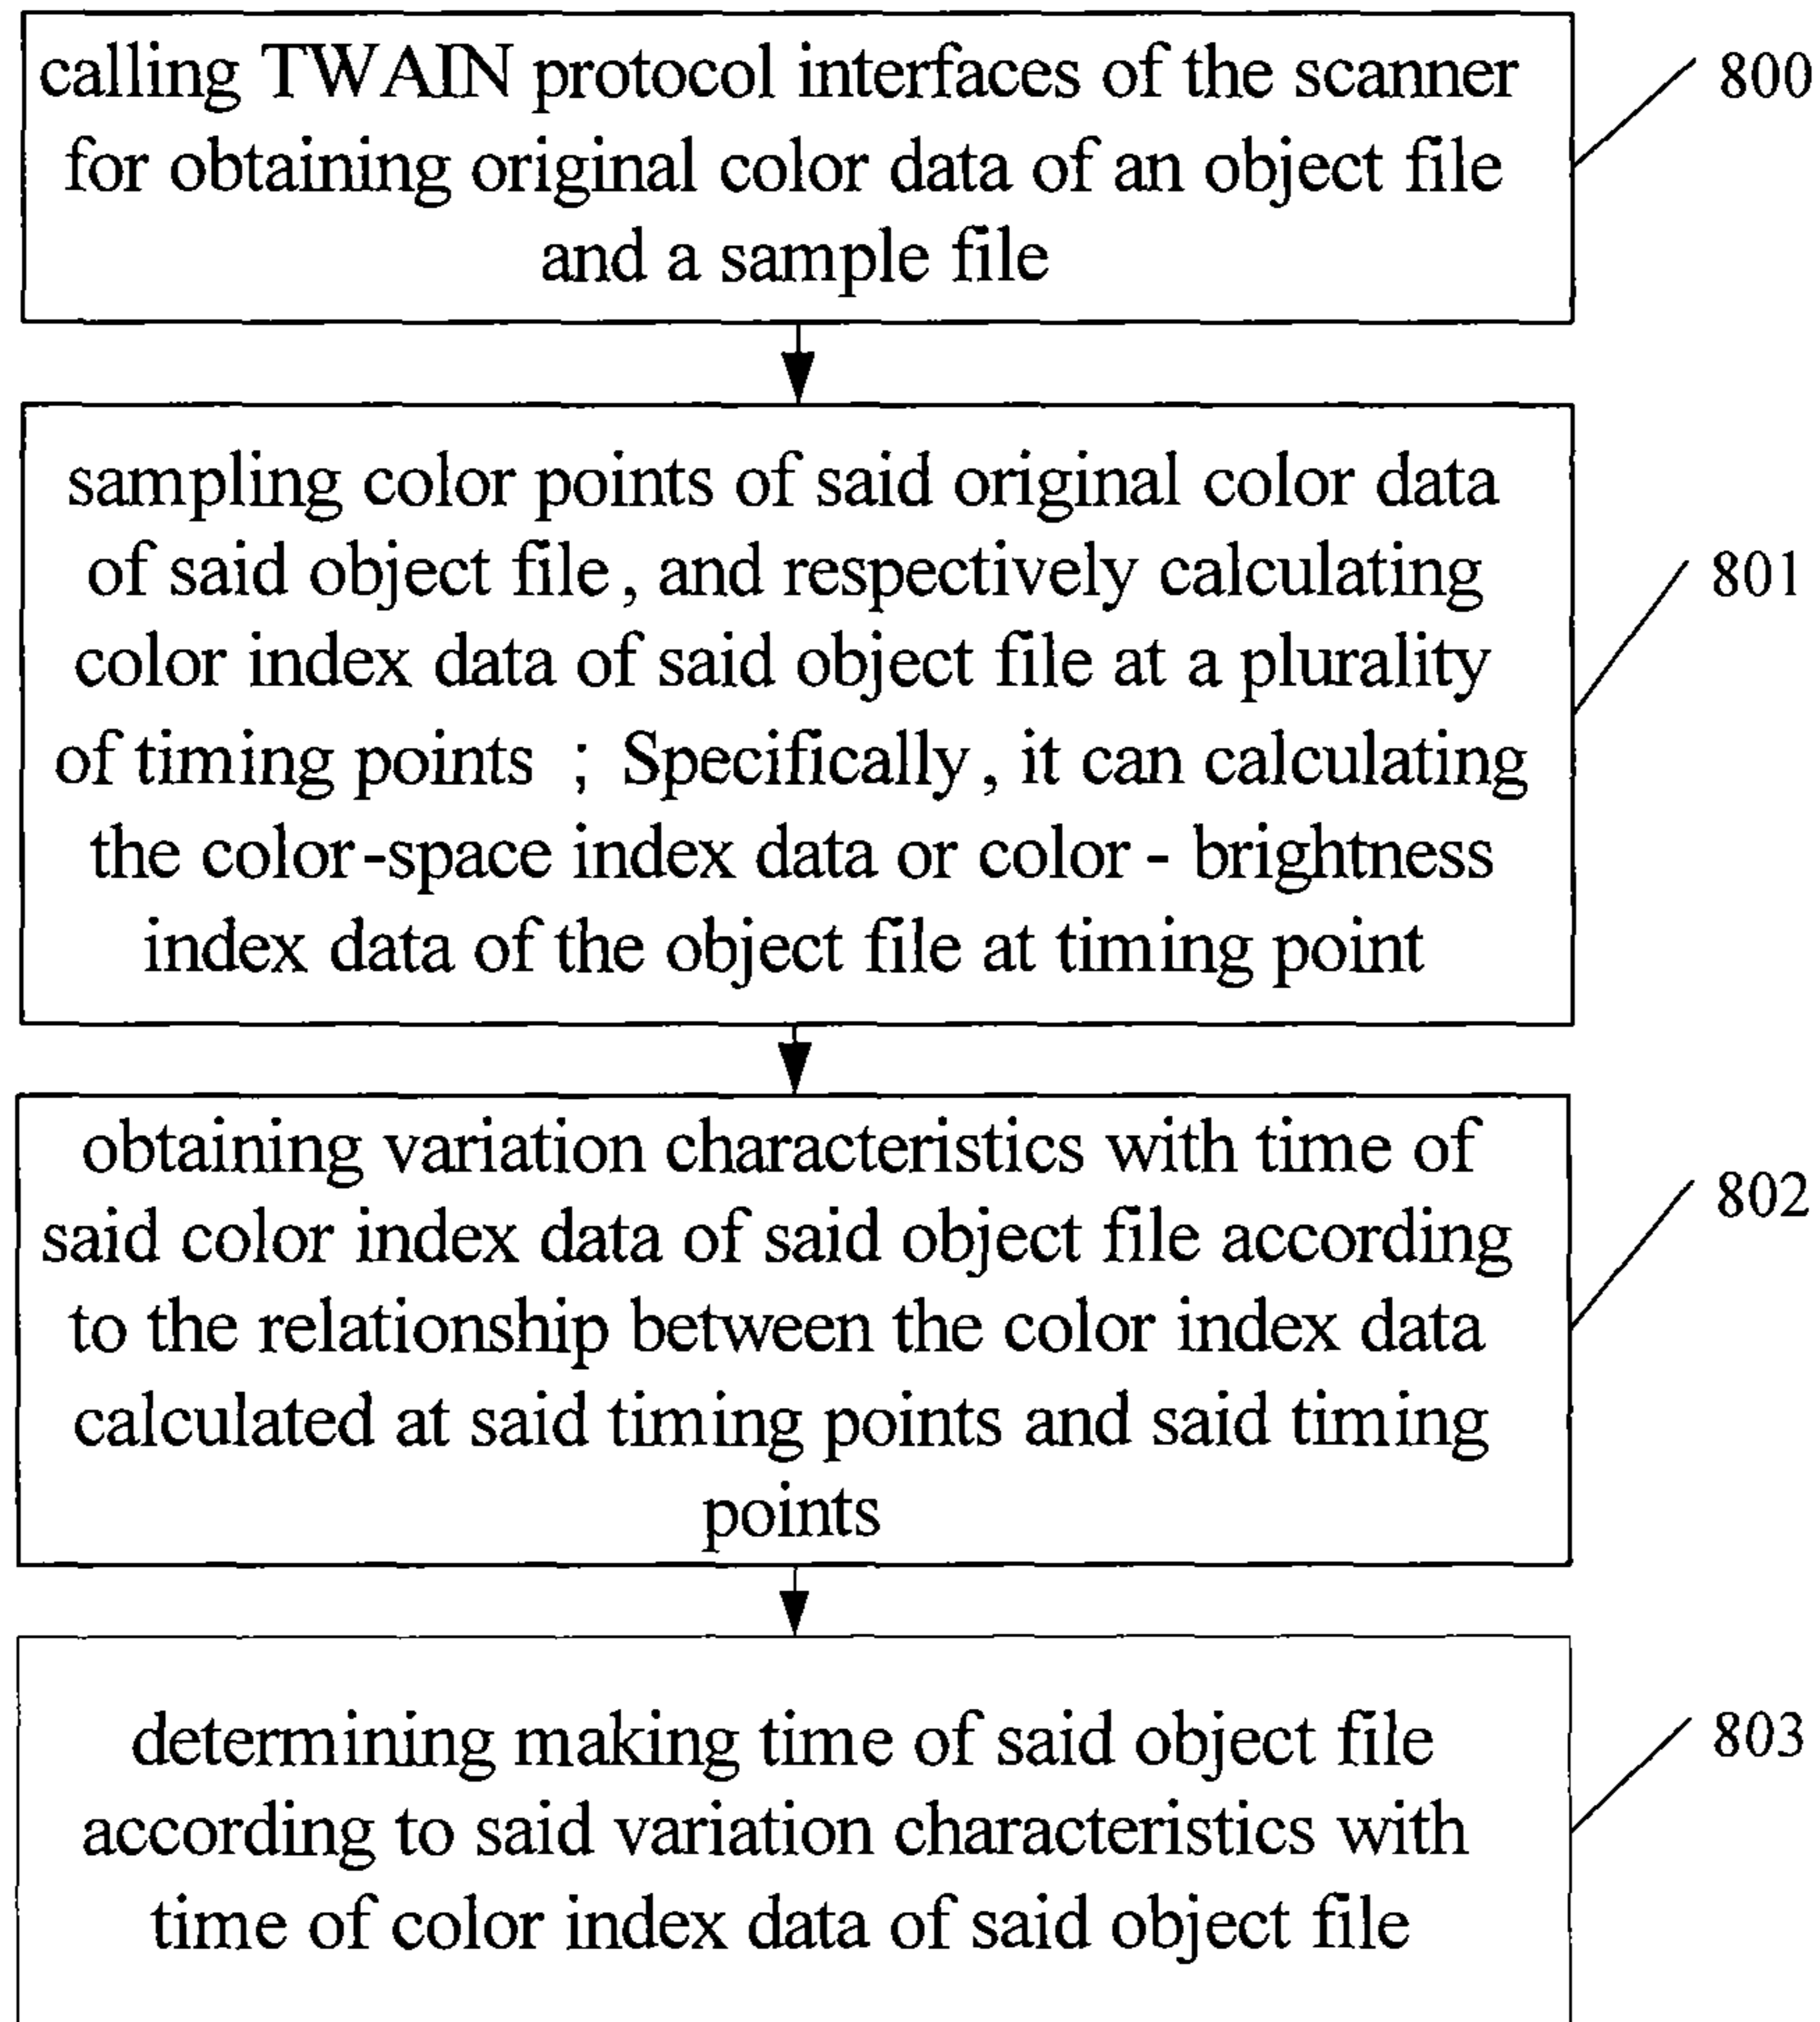 calling TWAIN protocol interfaces of the scanner
for obtaining original color data of an object file
and a sample file
800
sampling color points of said original color data
of said object file, and respectively calculating
color index data of said object file at a plurality
of timing points ; Specifically, it can calculating
the color-space index data or color - brightness
index data of the object file at timing point
801
obtaining variation characteristics with time of
said color index data of said object file according
to the relationship between the color index data
calculated at said timing points and said timing
points
802
determining making time of said object file
according to said variation characteristics with
time of color index data of said object file
803